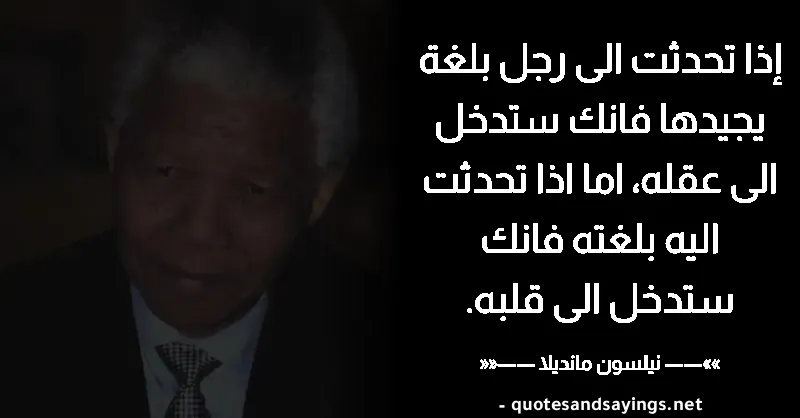 إذا تحدثت الى رجل بلغة
يجيدها فانك ستدخل
الى عقله، اما اذا تحدثت
اليه بلغته فانك
ستدخل الى قلبه.
»»—— نيلسون مانديلا ——««
- quotesandsayings.net